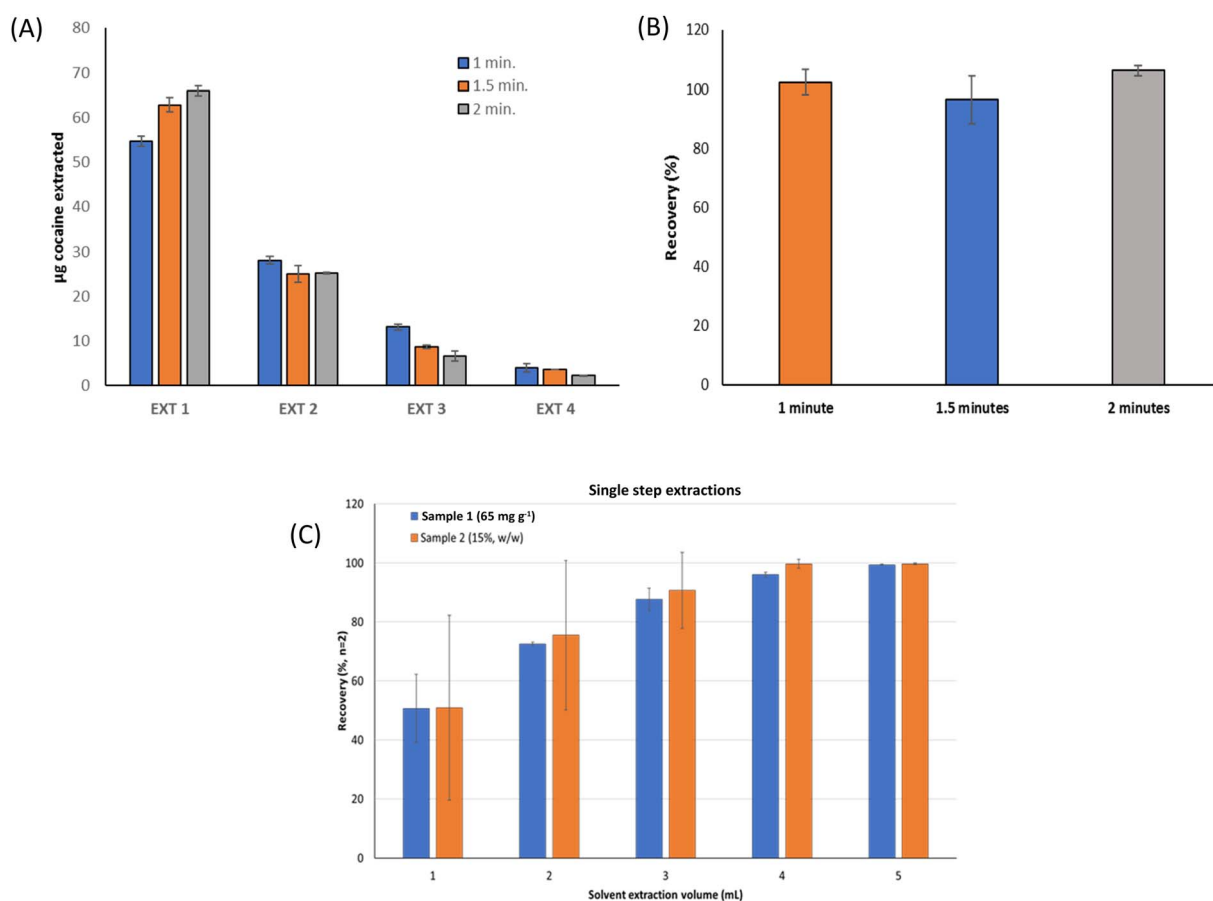 (A)
80
70
60
50
40
30
20
10
0
µg cocaine extracted
1 min.
1.5 min.
2 min.
EXT 1 EXT 2 EXT 3 EXT 4
(B)
120
100
80
60
40
20
0
Recovery (%)
1 minute 1.5 minutes 2 minutes
(C)
Single step extractions
120
100
80
60
40
20
0
Recovery (%, n=2)
Sample 1 (65 mg g⁻¹)
Sample 2 (15%, w/w)
1 2 3 4 5
Solvent extraction volume (mL)